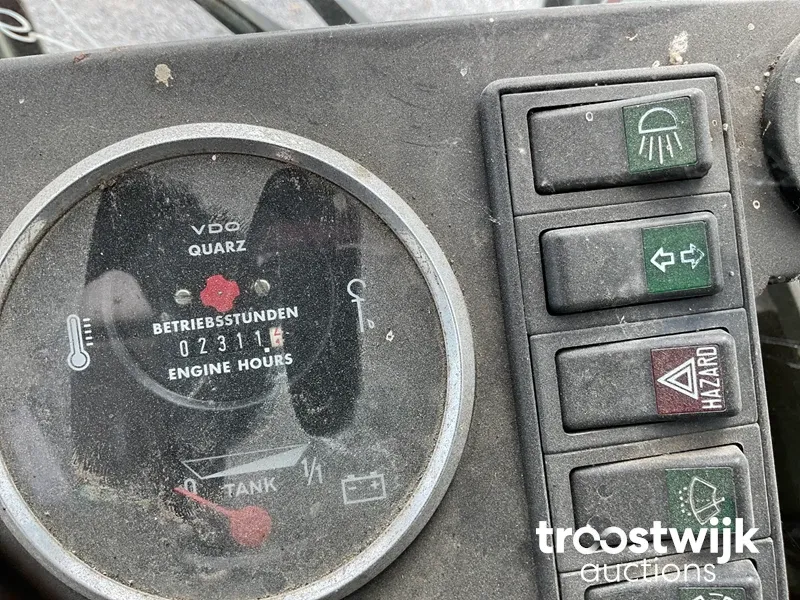 VDO
QUARZ
BETRIEBSSTUNDEN
02311
ENGINE HOURS
0 TANK 1/1
HAZARD
troostwijk
auctions